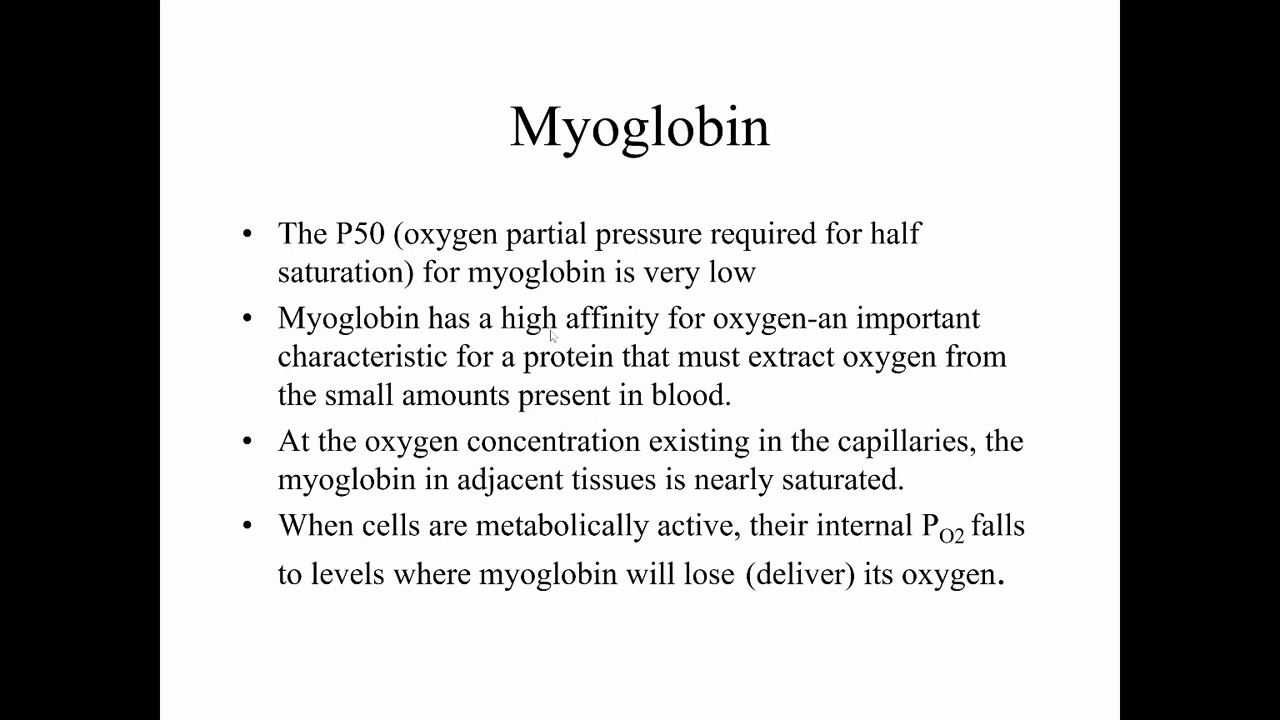 Myoglobin
• The P50 (oxygen partial pressure required for half
saturation) for myoglobin is very low
• Myoglobin has a high affinity for oxygen-an important
characteristic for a protein that must extract oxygen from
the small amounts present in blood.
• At the oxygen concentration existing in the capillaries, the
myoglobin in adjacent tissues is nearly saturated.
• When cells are metabolically active, their internal PO2 falls
to levels where myoglobin will lose (deliver) its oxygen.